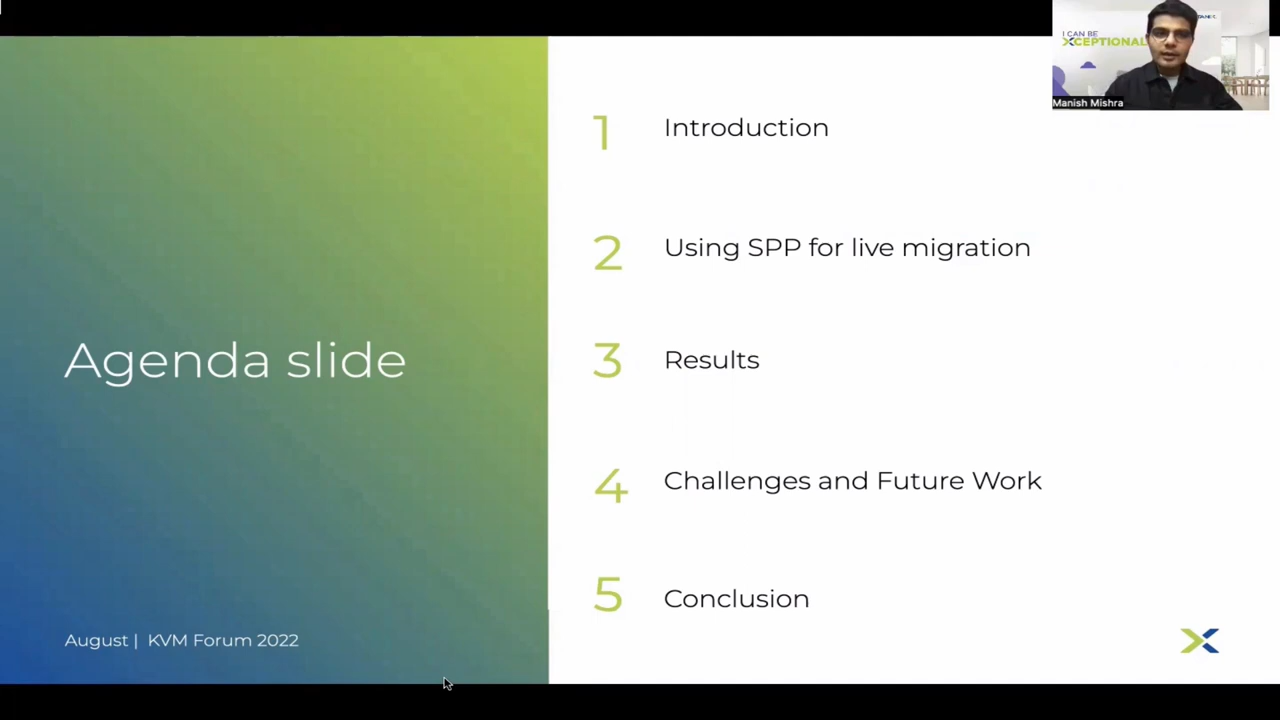 I CAN BE
XCEPTIONAL
Manish Mishra
1 Introduction
2 Using SPP for live migration
3 Results
4 Challenges and Future Work
5 Conclusion
Agenda slide
August | KVM Forum 2022